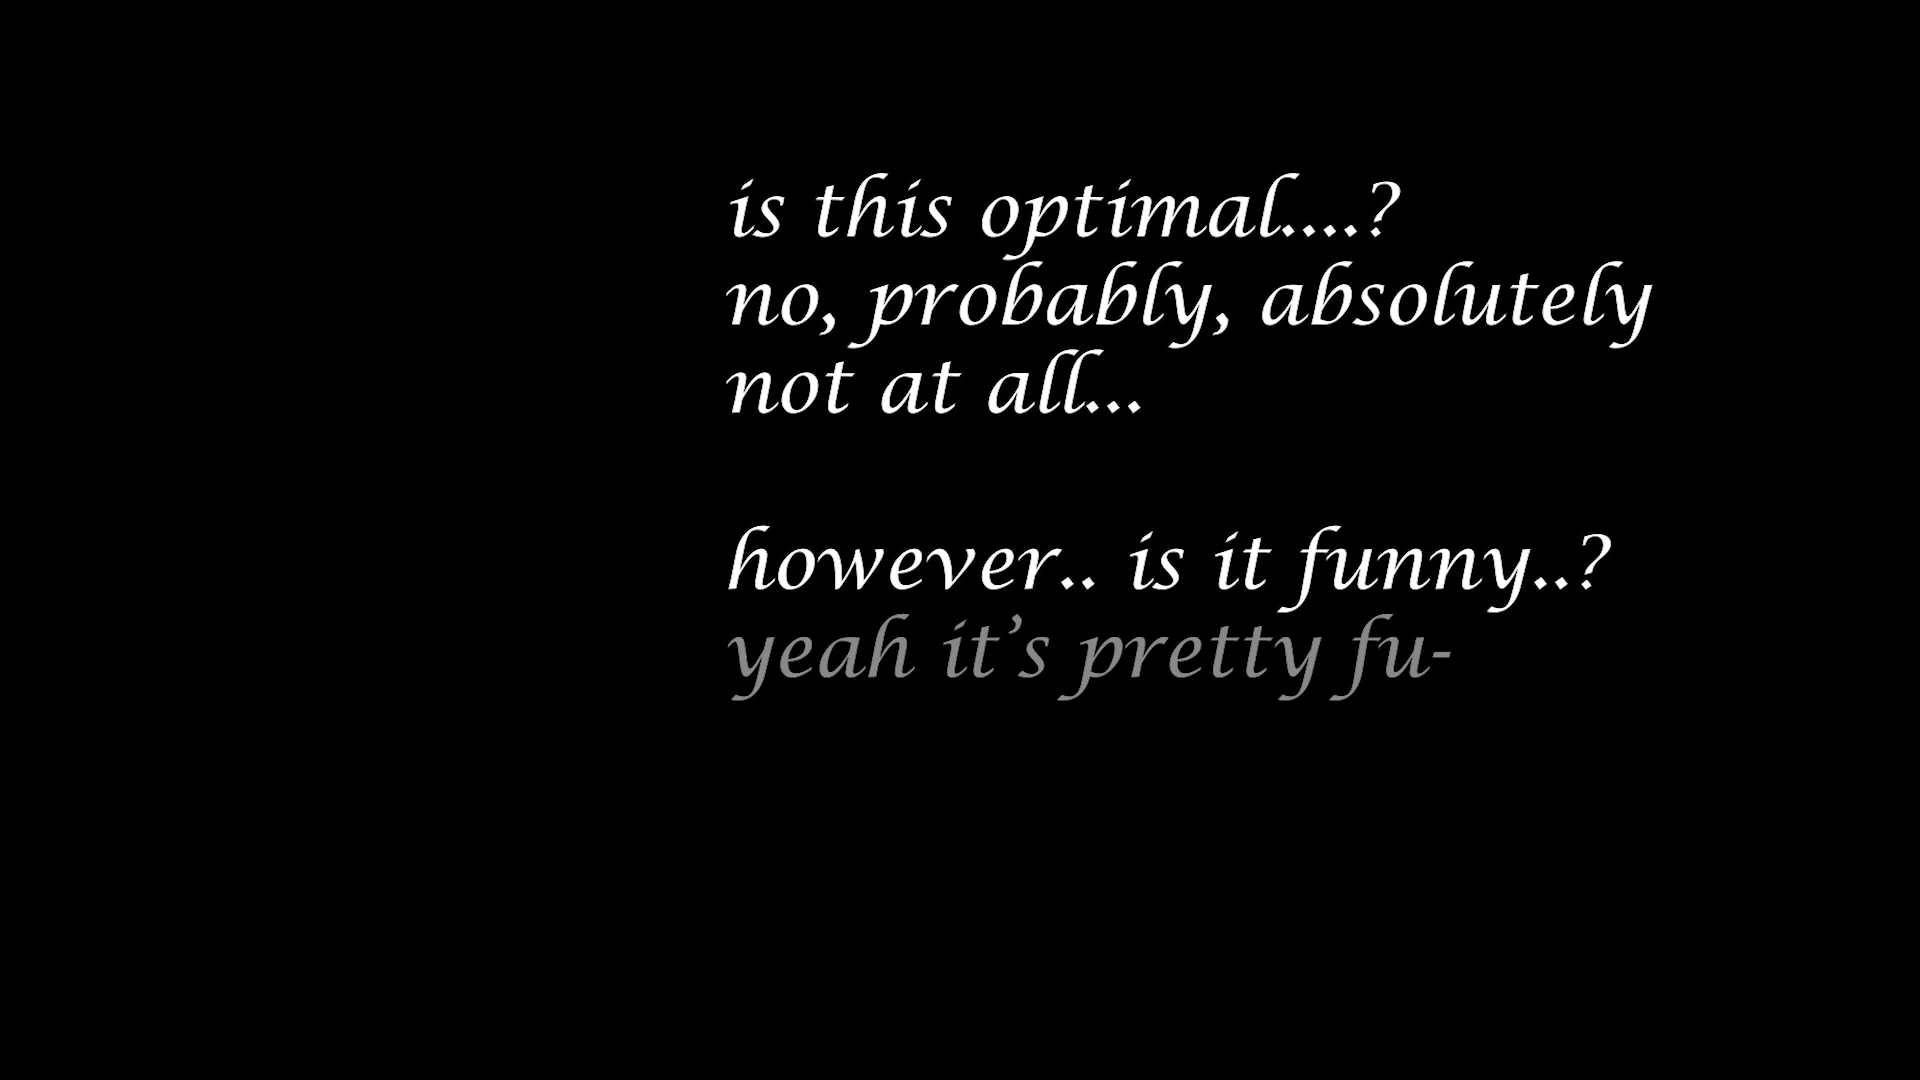 is this optimal....?
no, probably, absolutely
not at all...
however.. is it funny..?
yeah it’s pretty fu-